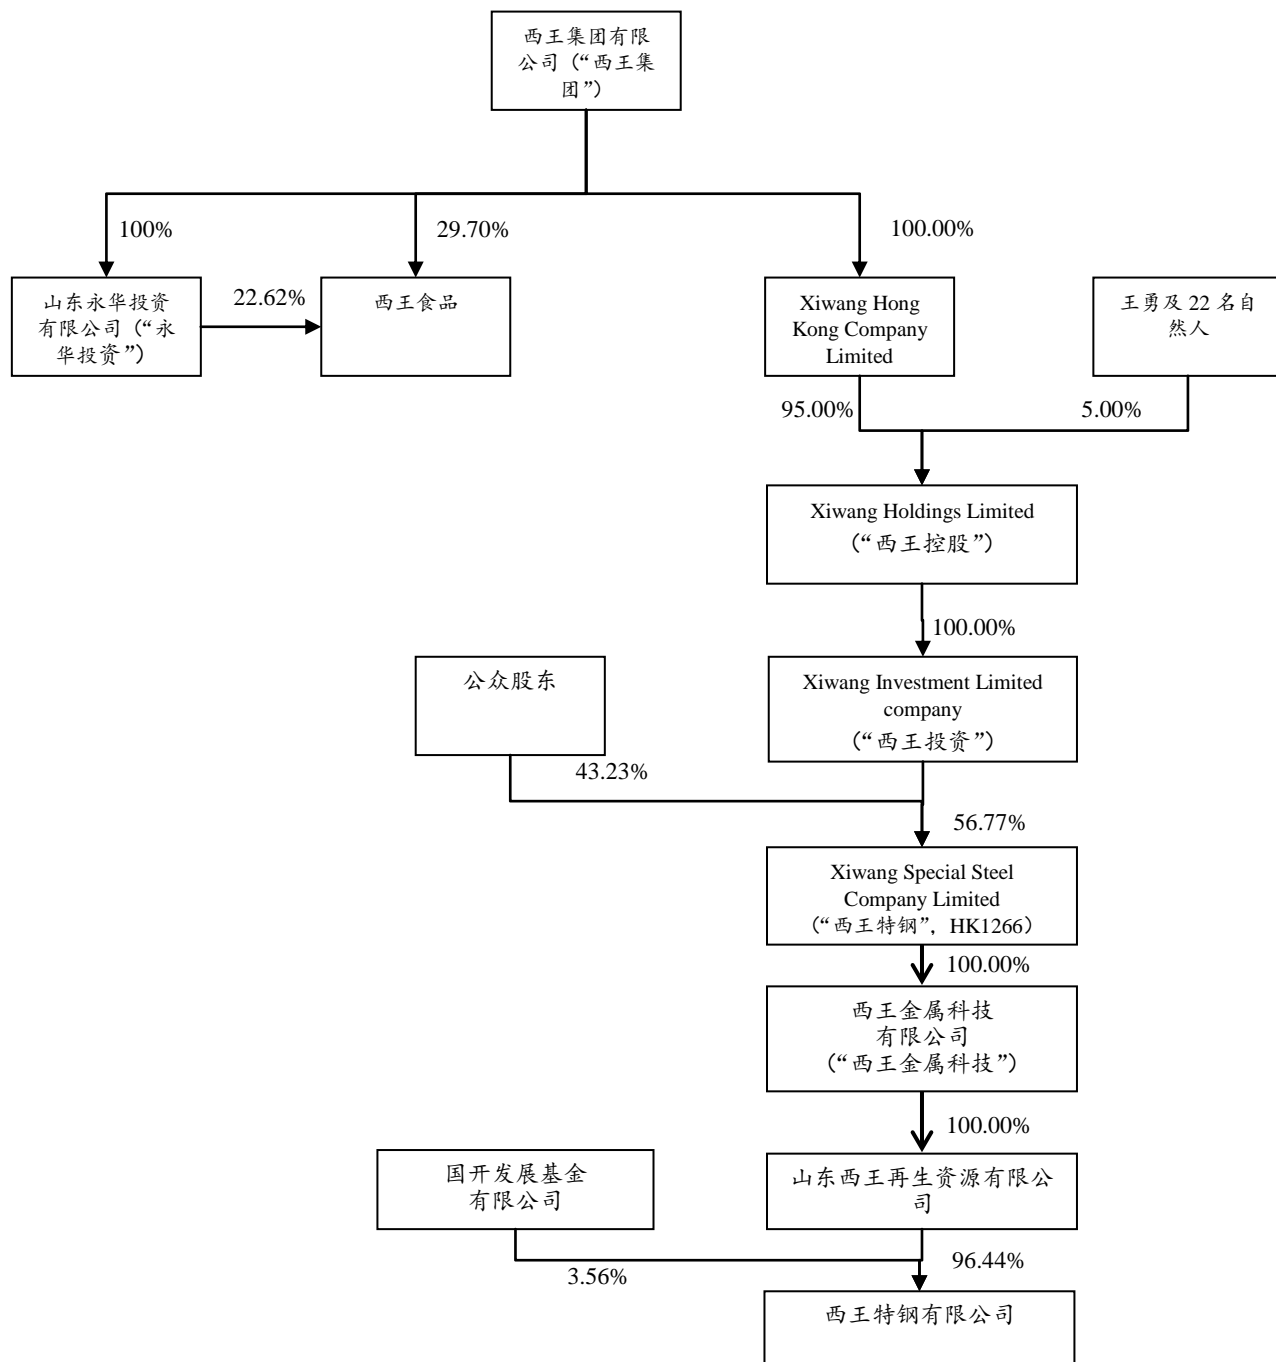 西王集团有限
公司（“西王集
团”）
100%
29.70%
100.00%
山东永华投资
有限公司（“永
华投资”）
22.62%
西王食品
Xiwang Hong
Kong Company
Limited
王勇及 22 名自
然人
95.00%
5.00%
Xiwang Holdings Limited
（“西王控股”）
100.00%
公众股东
Xiwang Investment Limited
company
（“西王投资”）
43.23%
56.77%
Xiwang Special Steel
Company Limited
（“西王特钢”，HK1266）
100.00%
西王金属科技
有限公司
（“西王金属科技”）
100.00%
国开发展基金
有限公司
山东西王再生资源有限公
司
3.56%
96.44%
西王特钢有限公司